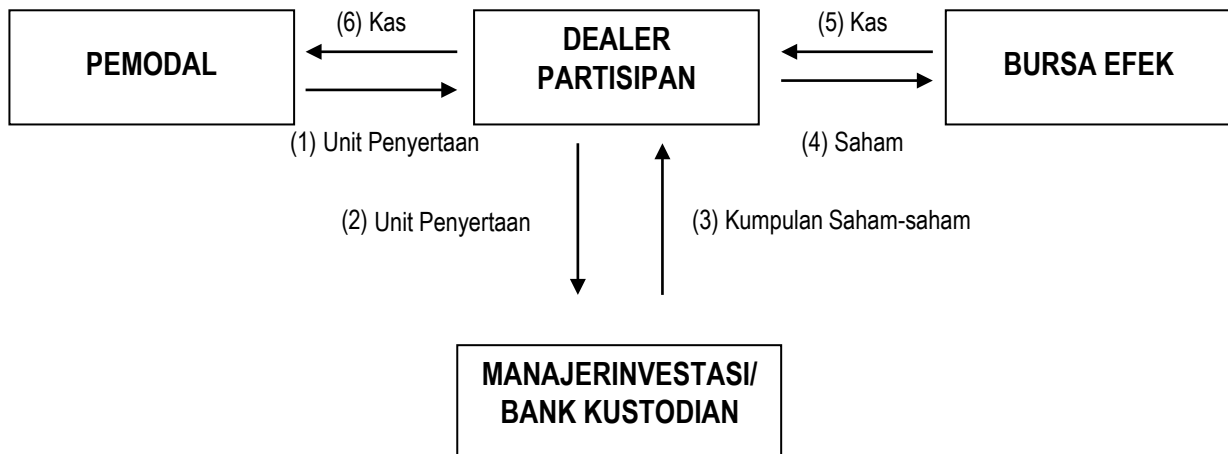 (6) Kas
(5) Kas
PEMODAL
DEALER
PARTISIPAN
BURSA EFEK
(1) Unit Penyertaan
(4) Saham
(2) Unit Penyertaan
(3) Kumpulan Saham-saham
MANAJERINVESTASI/
BANK KUSTODIAN